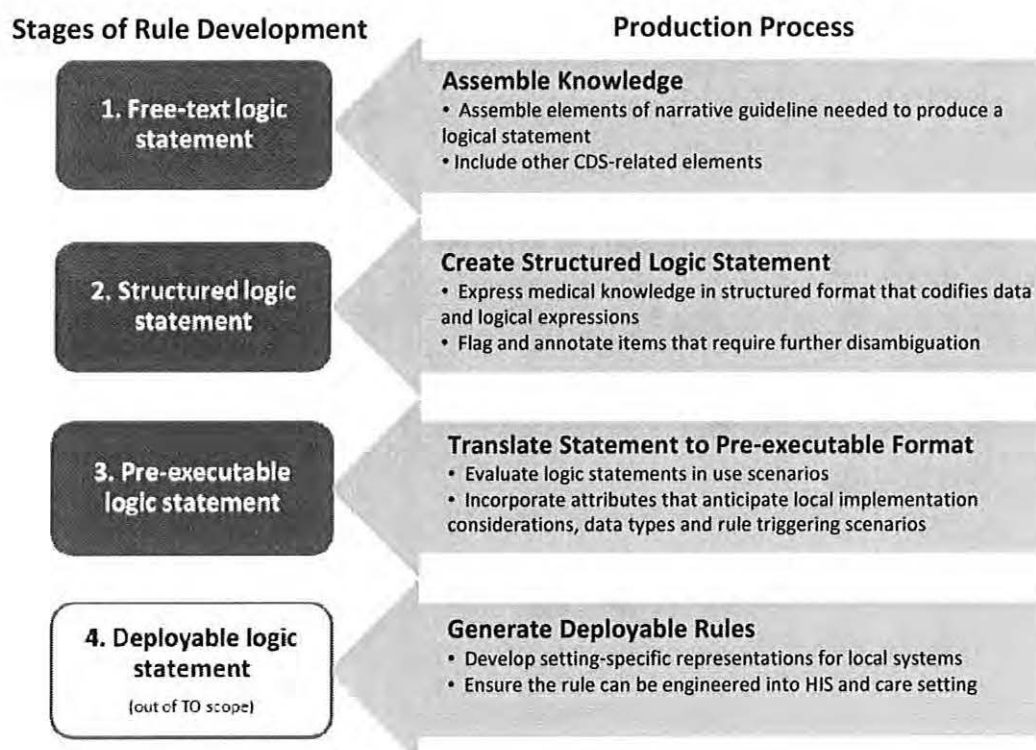 Stages of Rule Development
Production Process
1. Free-text logic
statement
Assemble Knowledge
• Assemble elements of narrative guideline needed to produce a
logical statement
• Include other CDS-related elements
2. Structured logic
statement
Create Structured Logic Statement
• Express medical knowledge in structured format that codifies data
and logical expressions
• Flag and annotate items that require further disambiguation
3. Pre-executable
logic statement
Translate Statement to Pre-executable Format
• Evaluate logic statements in use scenarios
• Incorporate attributes that anticipate local implementation
considerations, data types and rule triggering scenarios
4. Deployable logic
statement
(out of TO scope)
Generate Deployable Rules
• Develop setting-specific representations for local systems
• Ensure the rule can be engineered into HIS and care setting